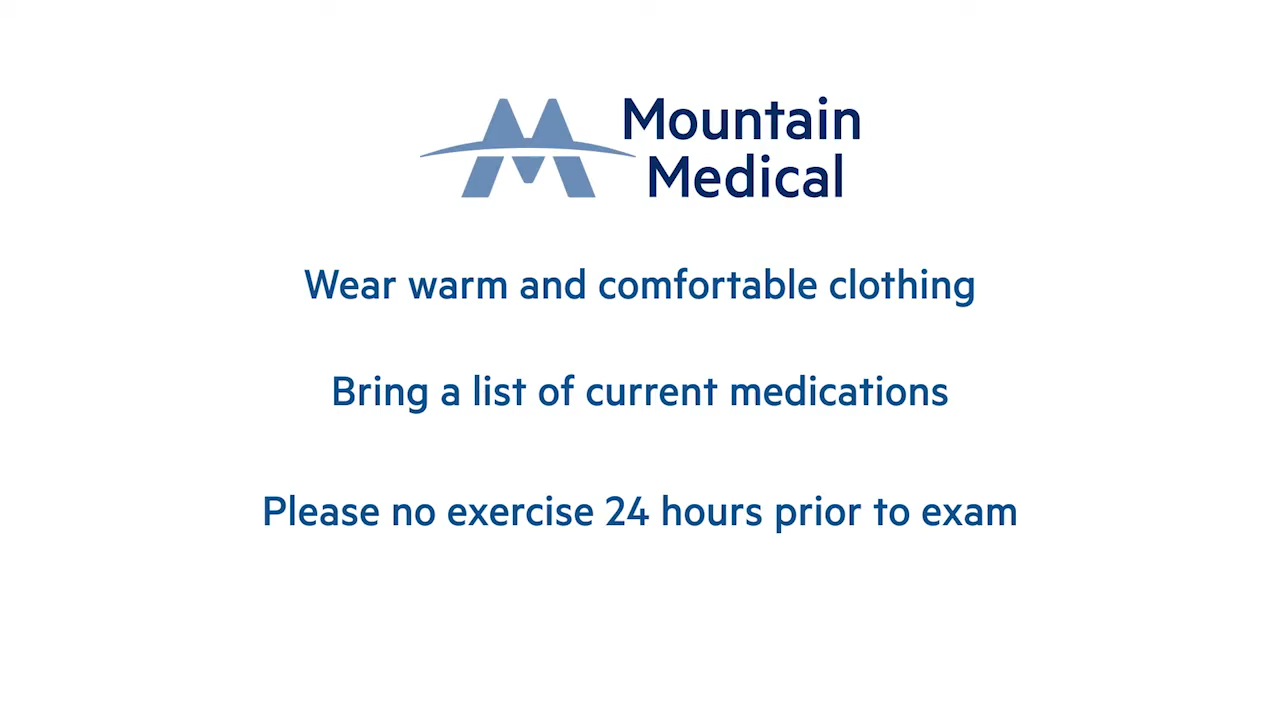 Mountain
Medical
Wear warm and comfortable clothing
Bring a list of current medications
Please no exercise 24 hours prior to exam